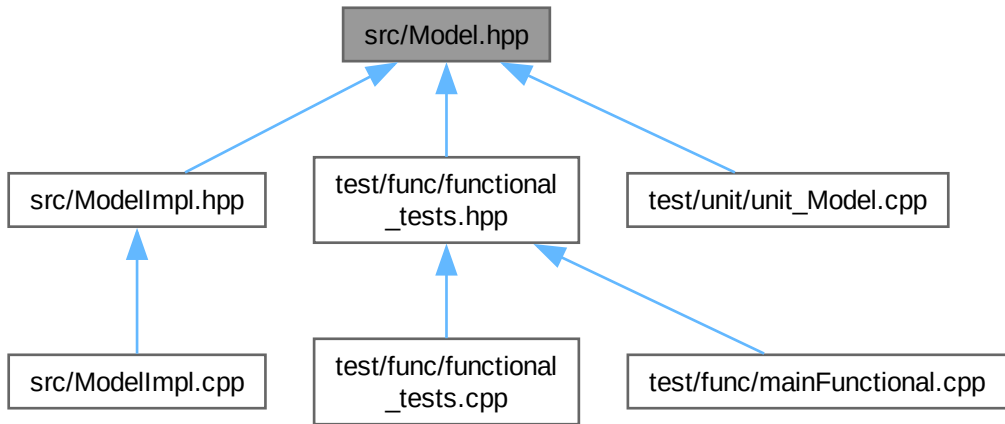 src/Model.hpp
src/ModelImpl.hpp
test/func/functional
_tests.hpp
test/unit/unit_Model.cpp
src/ModelImpl.cpp
test/func/functional
_tests.cpp
test/func/mainFunctional.cpp